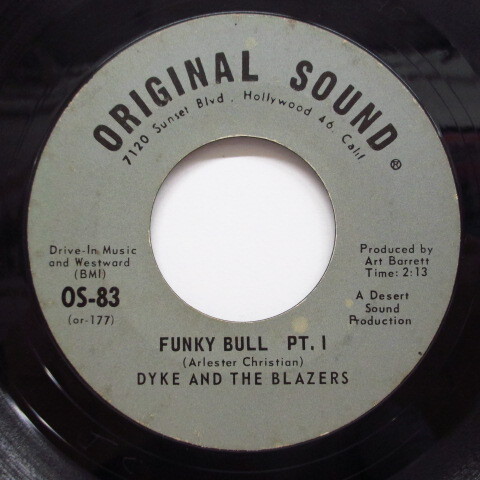 ORIGINAL SOUND®
7120 Sunset Blvd. Hollywood 46, Calif.
Drive-In Music
and Westward
(BMI)
OS-83
(or-177)
Produced by
Art Barrett
Time: 2:13
A Desert
Sound
Production
FUNKY BULL PT. I
(Arlester Christian)
DYKE AND THE BLAZERS